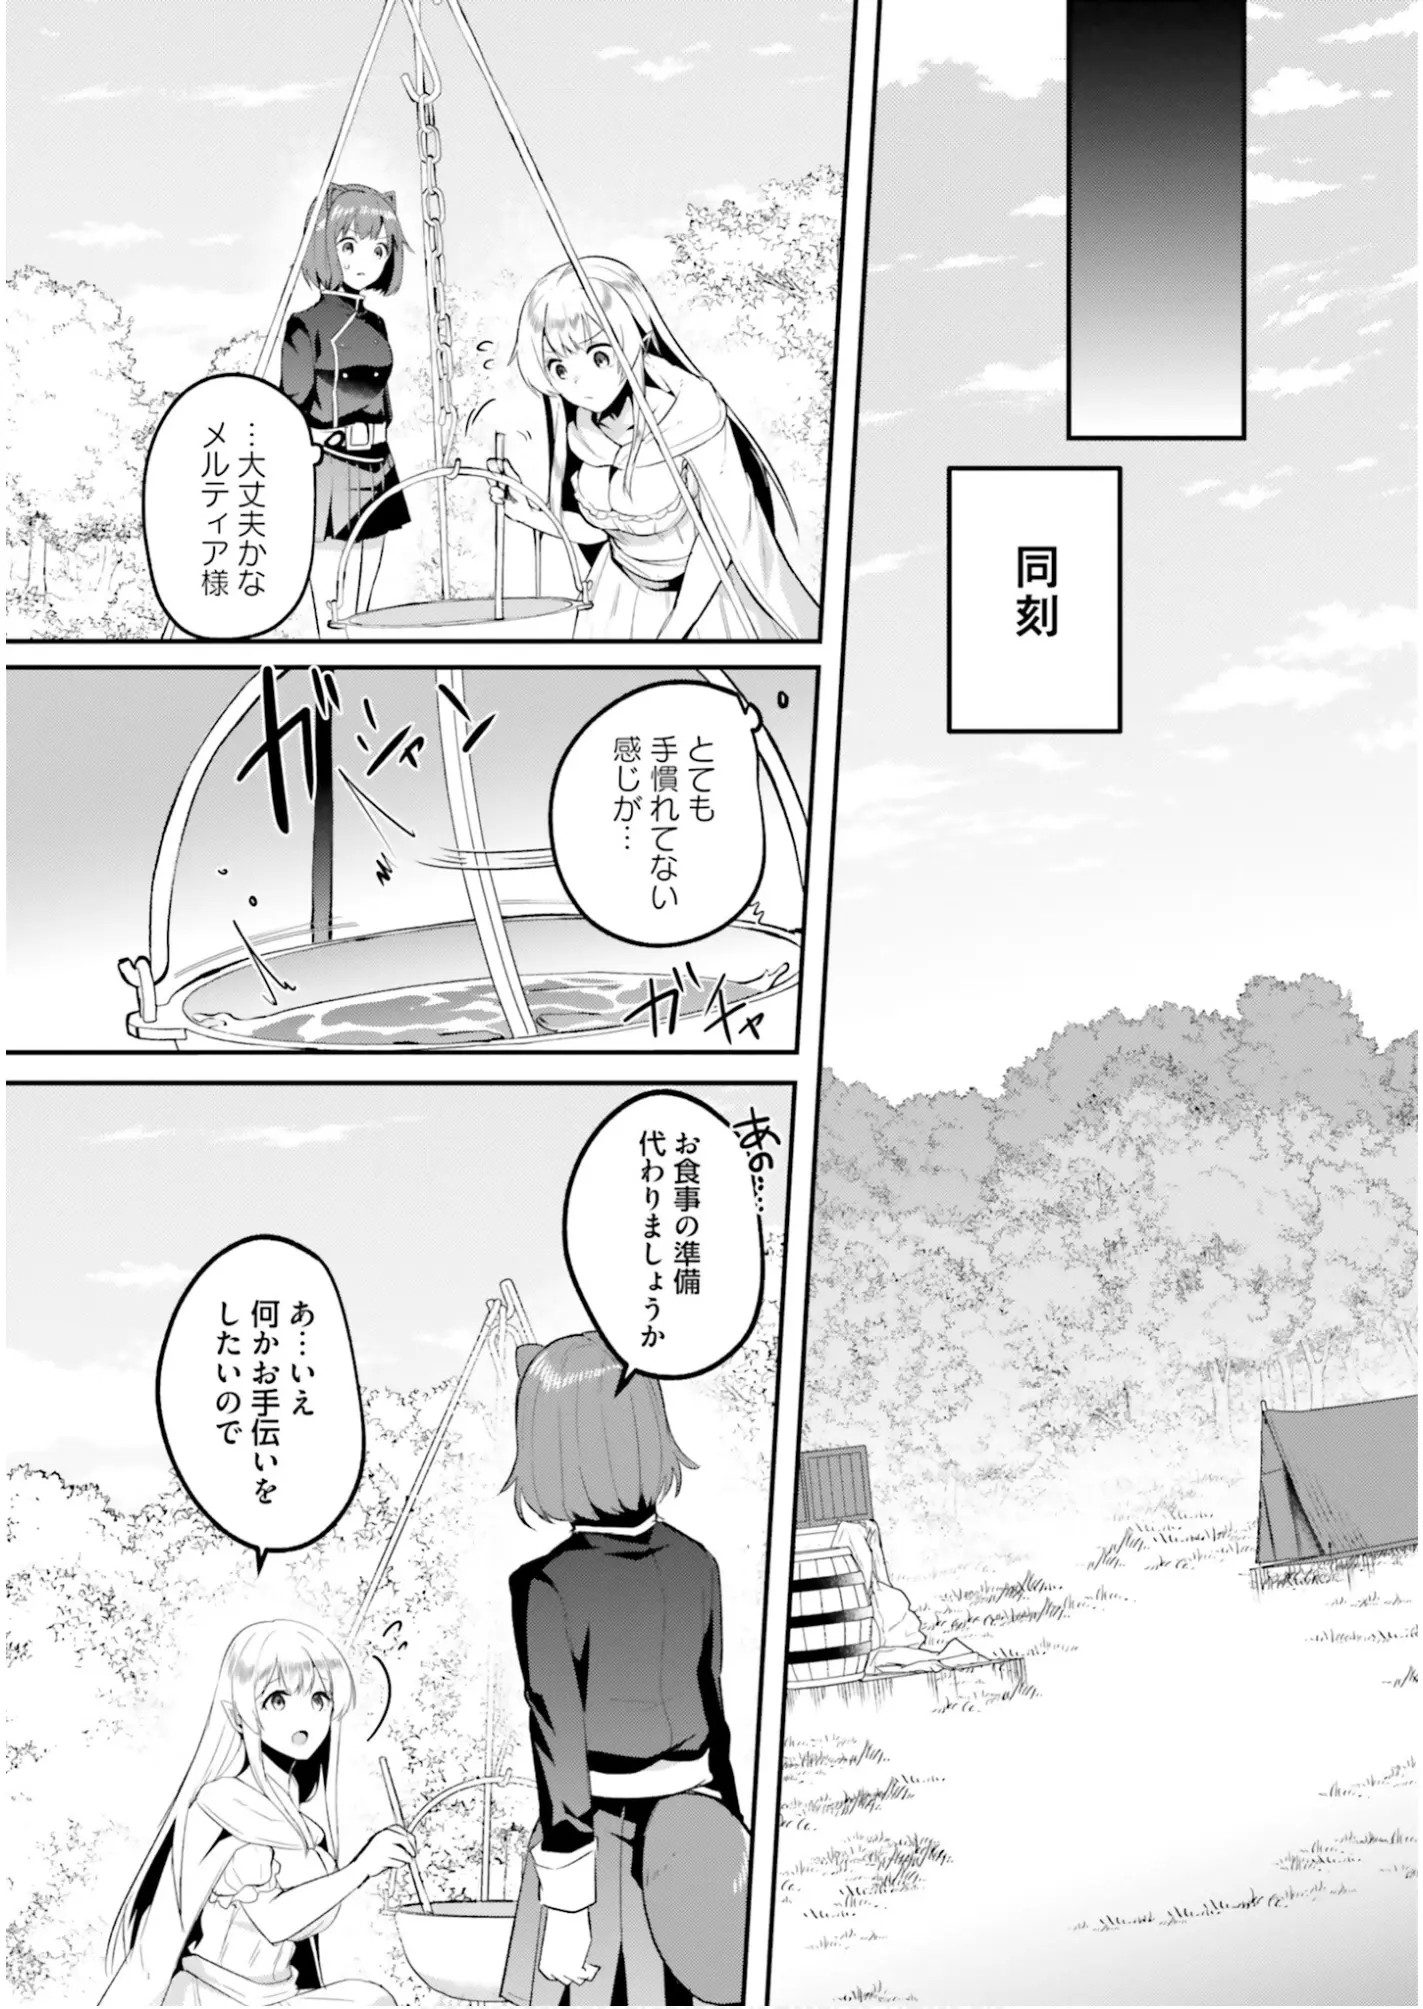 同刻
…大丈夫かな
メルティア様
とても
手慣れてない
感じが…
ガシァン
ガチャ
あの…
お食事の準備
代わりましょうか
あ…いえ
何かお手伝いを
したいので